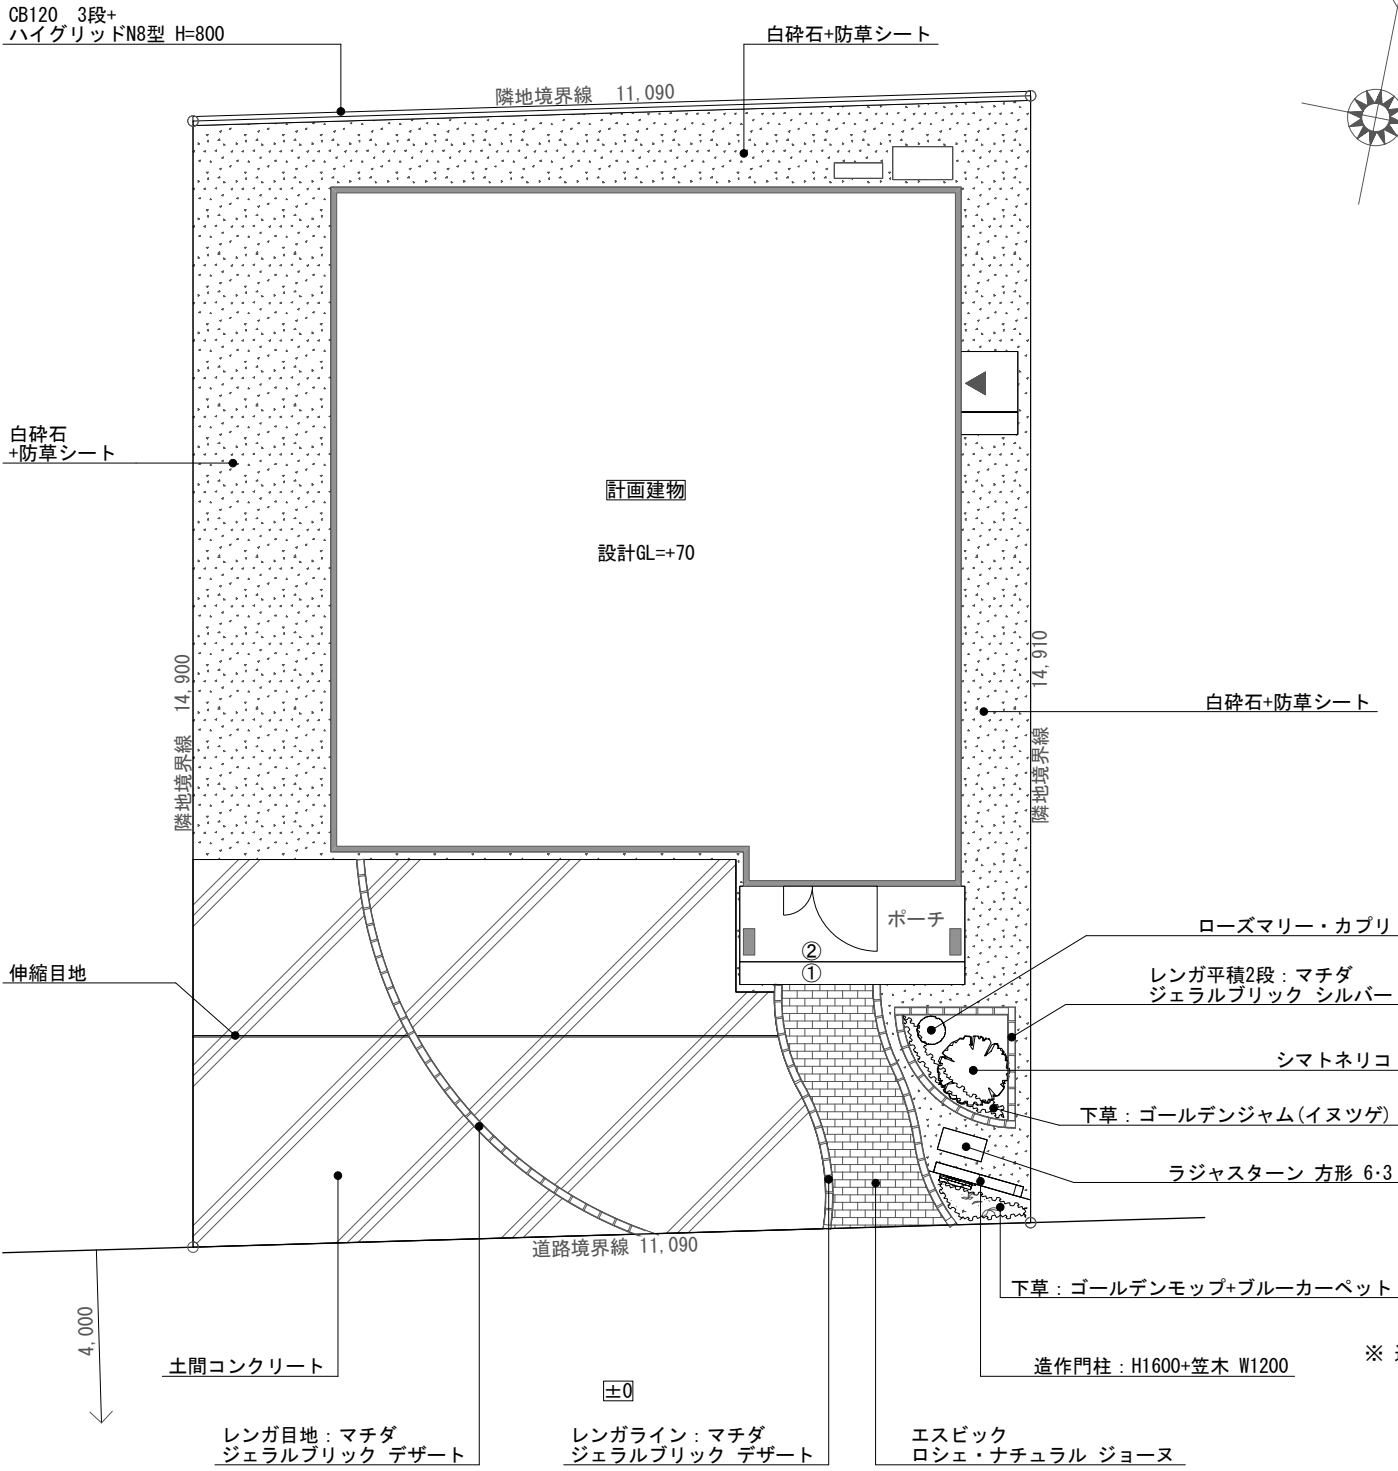 CB120 3段+
ハイグリッドN8型 H=800
白砕石+防草シート
隣地境界線 11,090
白砕石
+防草シート
計画建物
設計GL=+70
隣地境界線 14,900
隣地境界線 14,910
白砕石+防草シート
ポーチ
②
①
ローズマリー・カプリ
レンガ平積2段：マチダ
ジェラルブリック シルバー
伸縮目地
シマトネリコ
下草：ゴールデンジャム(イヌツゲ)
ラジャスターン 方形 6・3
道路境界線 11,090
下草：ゴールデンモップ+ブルーカーペット
4,000
土間コンクリート
造作門柱：H1600+笠木 W1200
※
±0
レンガ目地：マチダ
ジェラルブリック デザート
レンガライン：マチダ
ジェラルブリック デザート
エスビック
ロシェ・ナチュラル ジョーヌ